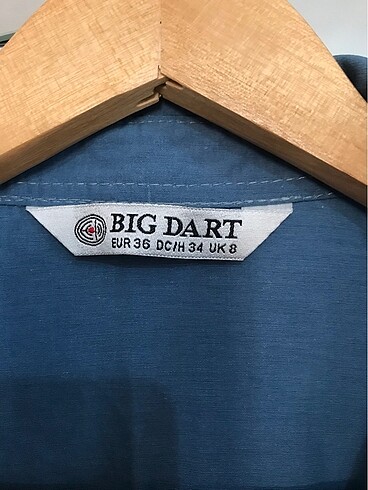 BIG DART
EUR 36 DC/H 34 UK 8